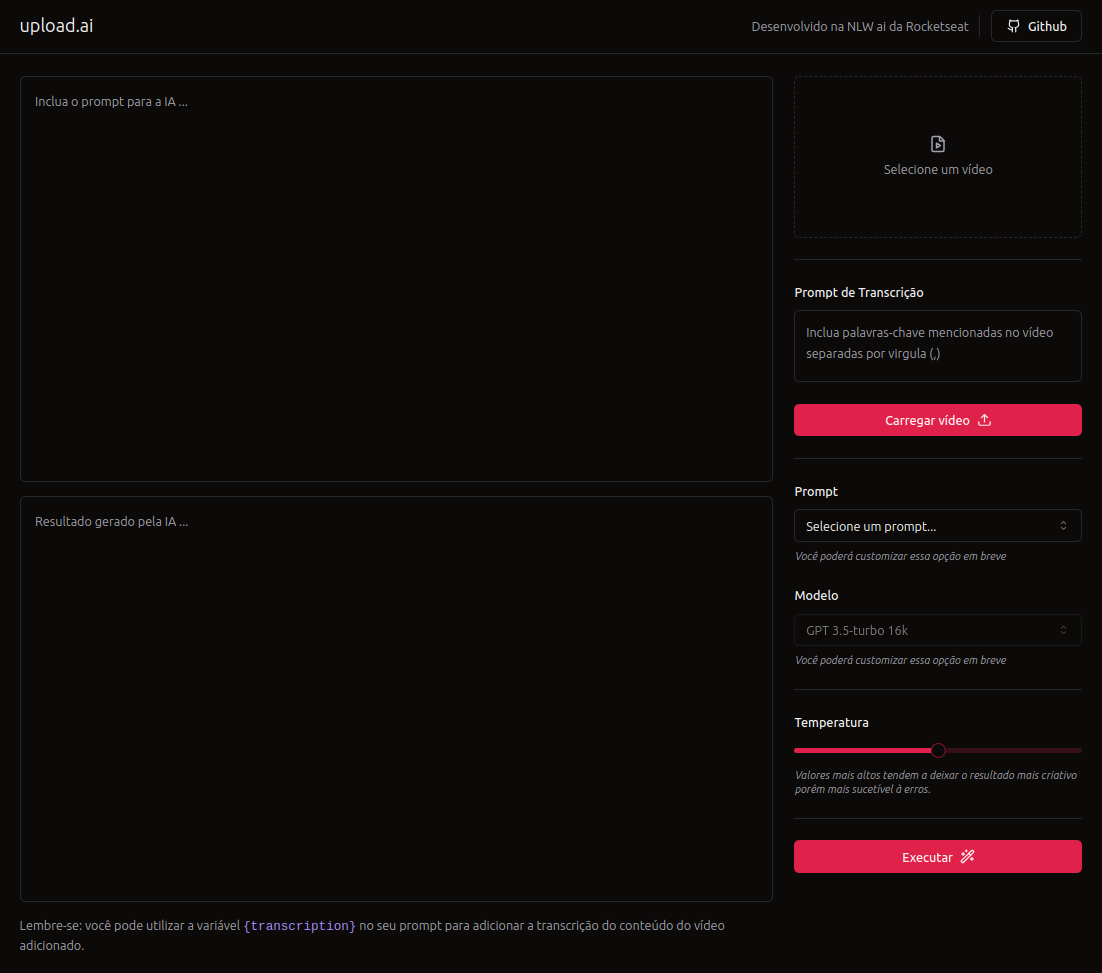 upload.ai
Desenvolvido na NLW ai da Rocketseat
Github
Inclua o prompt para a IA ...
Resultado gerado pela IA ...
Lembre-se: você pode utilizar a variável {transcription} no seu prompt para adicionar a transcrição do conteúdo do vídeo
adicionado.
Selecione um vídeo
Prompt de Transcrição
Inclua palavras-chave mencionadas no vídeo
separadas por virgula (,)
Carregar vídeo
Prompt
Selecione um prompt...
Você poderá customizar essa opção em breve
Modelo
GPT 3.5-turbo 16k
Você poderá customizar essa opção em breve
Temperatura
Valores mais altos tendem a deixar o resultado mais criativo
porém mais sucetível à erros.
Executar